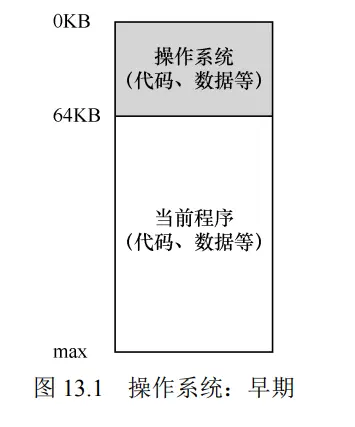 0KB
操作系统
（代码、数据等）
64KB
当前程序
（代码、数据等）
max
图 13.1 操作系统：早期